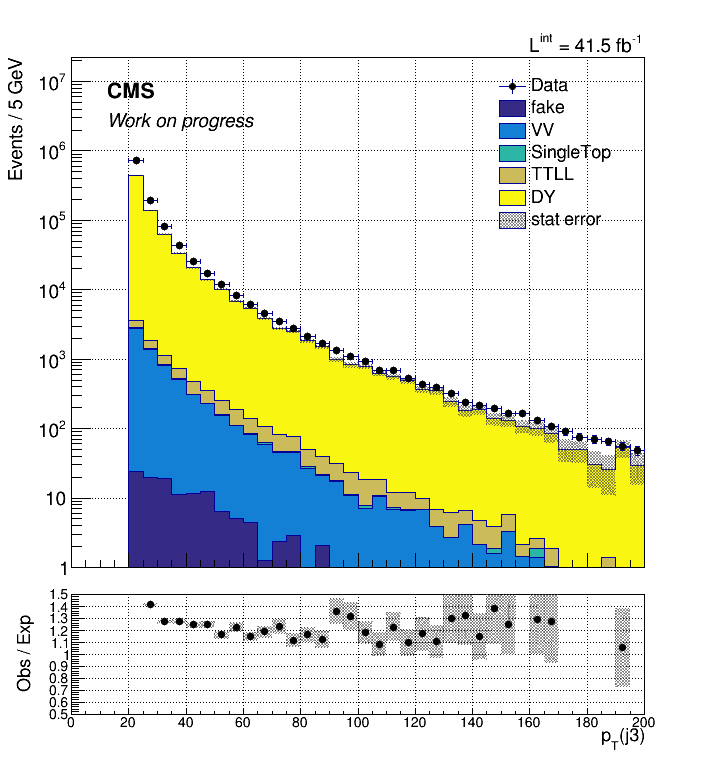 L^int = 41.5 fb^-1
Events / 5 GeV
10^7
10^6
10^5
10^4
10^3
10^2
10
1
CMS
Work on progress
Data
fake
VV
SingleTop
TTLL
DY
stat error
Obs / Exp
1.5
1.4
1.3
1.2
1.1
1
0.9
0.8
0.7
0.6
0.5
0 20 40 60 80 100 120 140 160 180 200
p_T(j3)